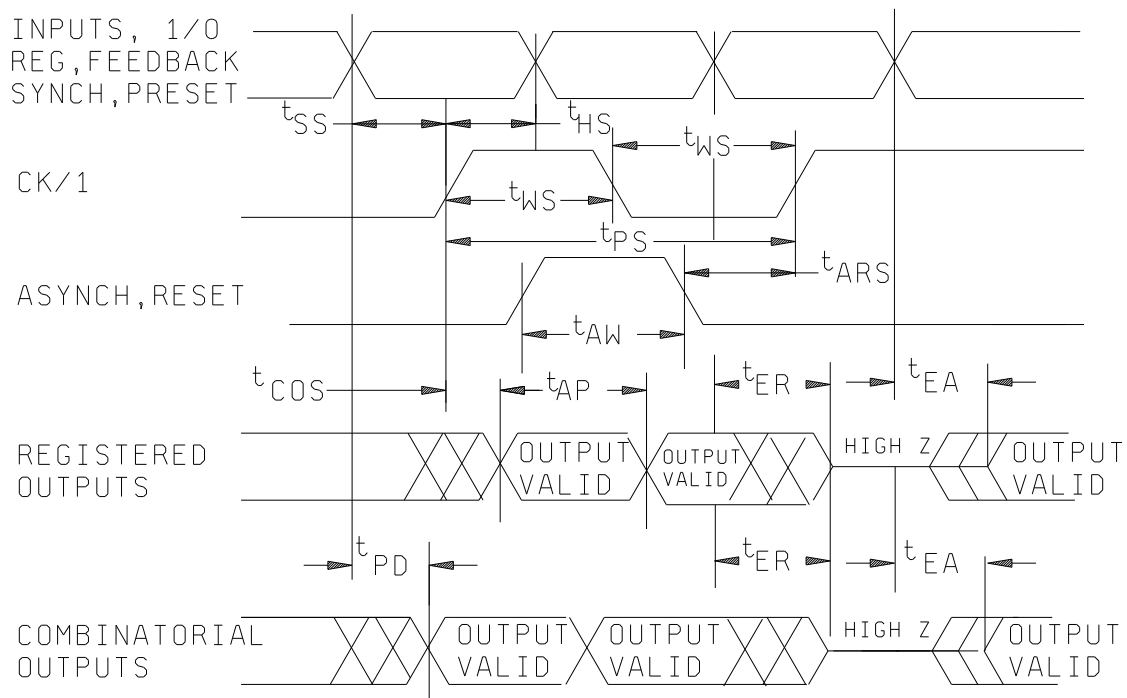 INPUTS, 1/O
REG,FEEDBACK
SYNCH,PRESET
tSS
tHS
tWS
CK/1
tWS
tPS
tARS
ASYNCH,RESET
tAW
tCOS
tAP
tER
tEA
REGISTERED
OUTPUTS
OUTPUT
VALID
OUTPUT
VALID
HIGH Z
OUTPUT
VALID
tPD
tER
tEA
COMBINATORIAL
OUTPUTS
OUTPUT
VALID
OUTPUT
VALID
HIGH Z
OUTPUT
VALID